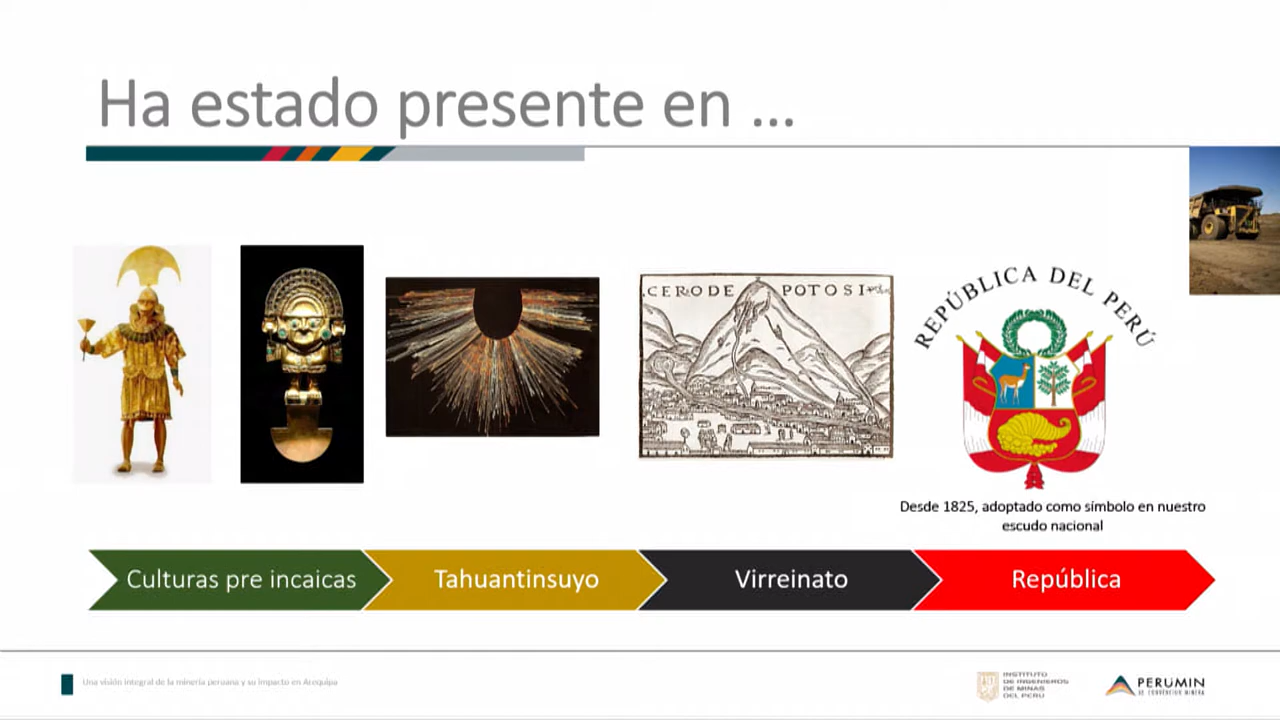 Ha estado presente en ...
.CERO DE POTOSI
REPÚBLICA DEL PERÚ
Desde 1825, adoptado como símbolo en nuestro
escudo nacional
Culturas pre incaicas
Tahuantinsuyo
Virreinato
República
Una visión integral de la minería peruana y su impacto en Arequipa
INSTITUTO
DE INGENIEROS
DE MINAS
DEL PERÚ
PERUMIN
CONVENCIÓN MINERA